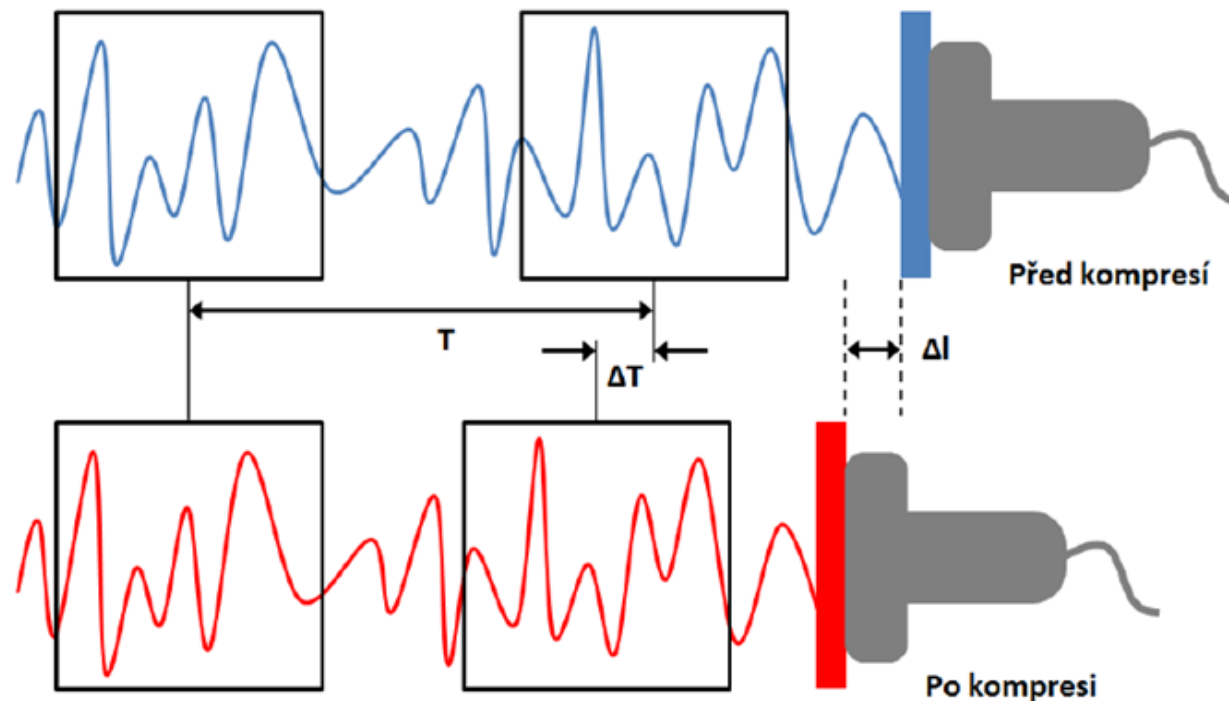 Před kompresí
T
ΔT
Δl
Po kompresi